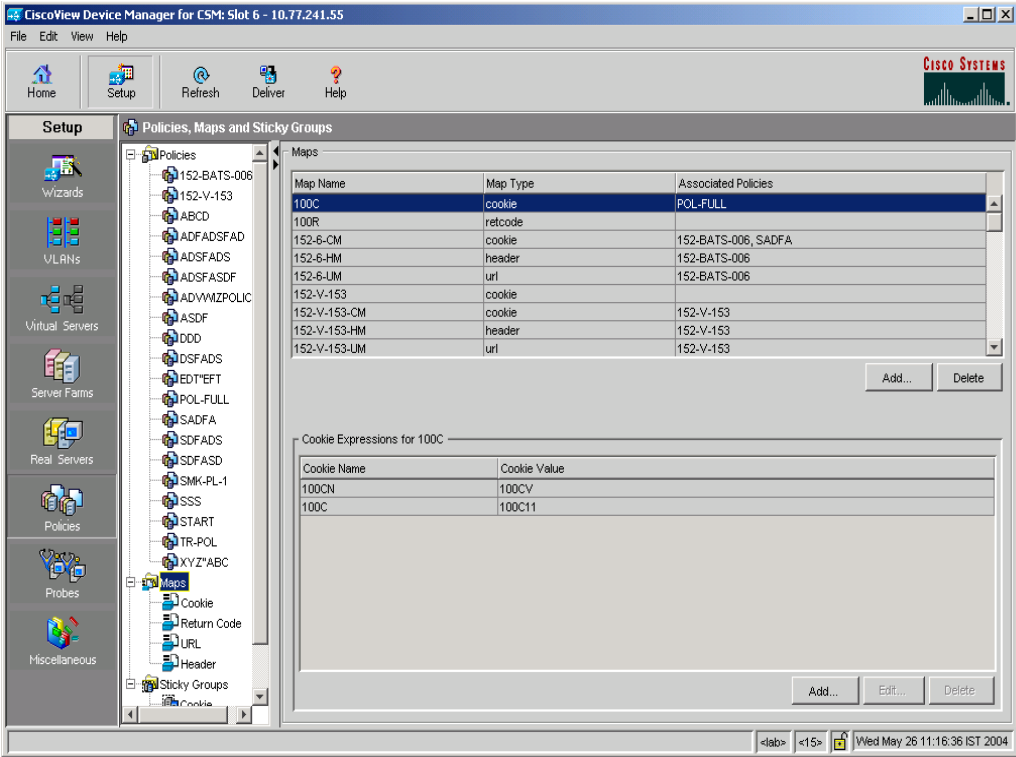 CiscoView Device Manager for CSM: Slot 6 - 10.77.241.55
File Edit View Help
Home Setup Refresh Deliver Help
CISCO SYSTEMS
Setup
Wizards
VLANs
Virtual Servers
Server Farms
Real Servers
Policies
Probes
Miscellaneous
Policies, Maps and Sticky Groups
Policies
152-BATS-006
152-V-153
ABCD
ADFADSFAD
ADSFADS
ADSFASDF
ADVWIZPOLIC
ASDF
DDD
DSFADS
EDT"EFT
POL-FULL
SADFA
SDFADS
SDFASD
SMK-PL-1
SSS
START
TR-POL
XYZ"ABC
Maps
Cookie
Return Code
URL
Header
Sticky Groups
Cookie
Maps
Map Name Map Type Associated Policies
100C cookie POL-FULL
100R retcode
152-6-CM cookie 152-BATS-006, SADFA
152-6-HM header 152-BATS-006
152-6-UM url 152-BATS-006
152-V-153 cookie
152-V-153-CM cookie 152-V-153
152-V-153-HM header 152-V-153
152-V-153-UM url 152-V-153
Add... Delete
Cookie Expressions for 100C
Cookie Name Cookie Value
100CN 100CV
100C 100C11
Add... Edit... Delete
<lab> <15> Wed May 26 11:16:36 IST 2004